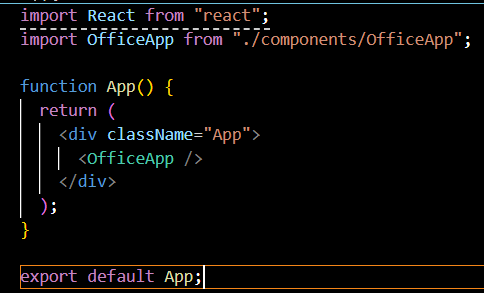 import React from "react";
import OfficeApp from "./components/OfficeApp";
function App() {
return (
<div className="App">
<OfficeApp />
</div>
);
}
export default App;